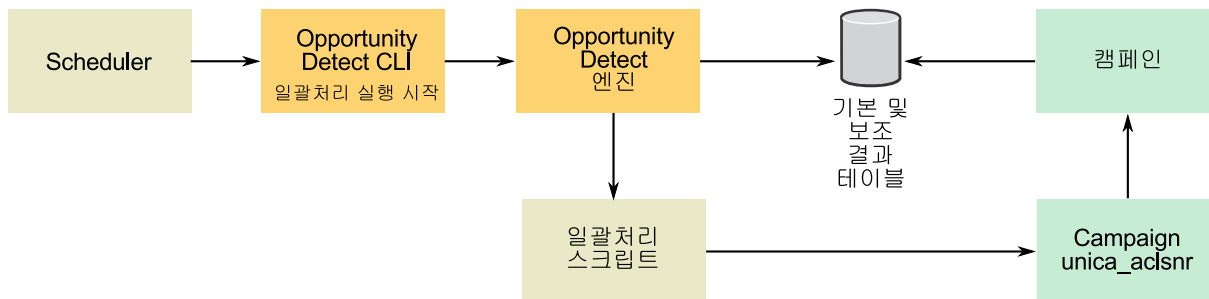 Scheduler
Opportunity
Detect CLI
일괄처리 실행 시작
Opportunity
Detect
엔진
기본 및
보조
결과
테이블
캠페인
일괄처리
스크립트
Campaign
unica_aclsnr